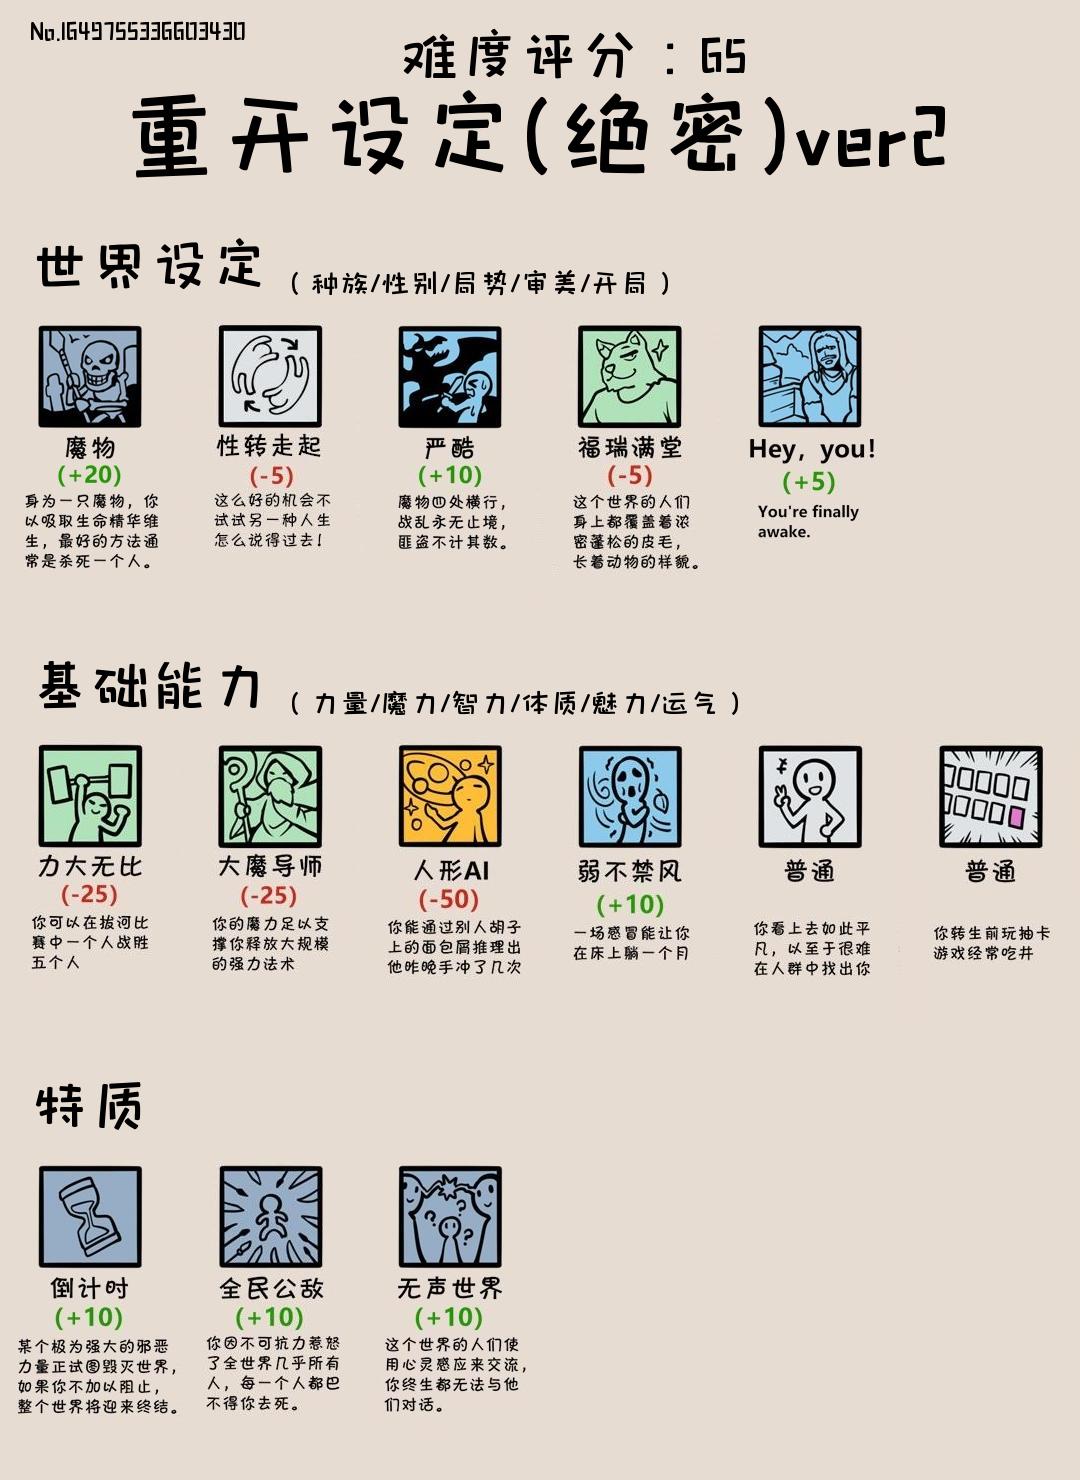 No.1649755336603430
难度评分：65
重开设定(绝密)ver2
世界设定 （种族/性别/局势/审美/开局）
魔物
(+20)
身为一只魔物，你
以吸取生命精华维
生，最好的方法通
常是杀死一个人。
性转走起
(-5)
这么好的机会不
试试另一种人生
怎么说得过去！
严酷
(+10)
魔物四处横行，
战乱永无止境，
匪盗不计其数。
福瑞满堂
(-5)
这个世界的人们
身上都覆盖着浓
密蓬松的皮毛，
长着动物的样貌。
Hey, you!
(+5)
You're finally
awake.
基础能力 （力量/魔力/智力/体质/魅力/运气）
力大无比
(-25)
你可以在拔河比
赛中一个人战胜
五个人
大魔导师
(-25)
你的魔力足以支
撑你释放大规模
的强力法术
人形AI
(-50)
你能通过别人胡子
上的面包屑推理出
他昨晚手冲了几次
弱不禁风
(+10)
一场感冒能让你
在床上躺一个月
普通
你看上去如此平
凡，以至于很难
在人群中找出你
普通
你转生前玩抽卡
游戏经常吃井
特质
倒计时
(+10)
某个极为强大的邪恶
力量正试图毁灭世界，
如果你不加以阻止，
整个世界将迎来终结。
全民公敌
(+10)
你因不可抗力惹怒
了全世界几乎所有
人，每一个人都巴
不得你去死。
无声世界
(+10)
这个世界的人们使
用心灵感应来交流，
你终生都无法与他
们对话。